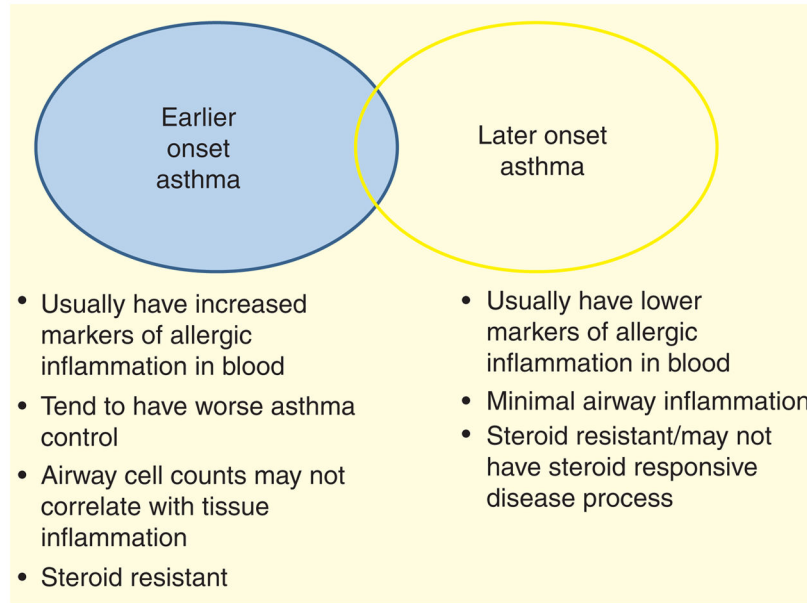 Earlier
onset
asthma
Later onset
asthma
• Usually have increased
markers of allergic
inflammation in blood
• Tend to have worse asthma
control
• Airway cell counts may not
correlate with tissue
inflammation
• Steroid resistant
• Usually have lower
markers of allergic
inflammation in blood
• Minimal airway inflammation
• Steroid resistant/may not
have steroid responsive
disease process